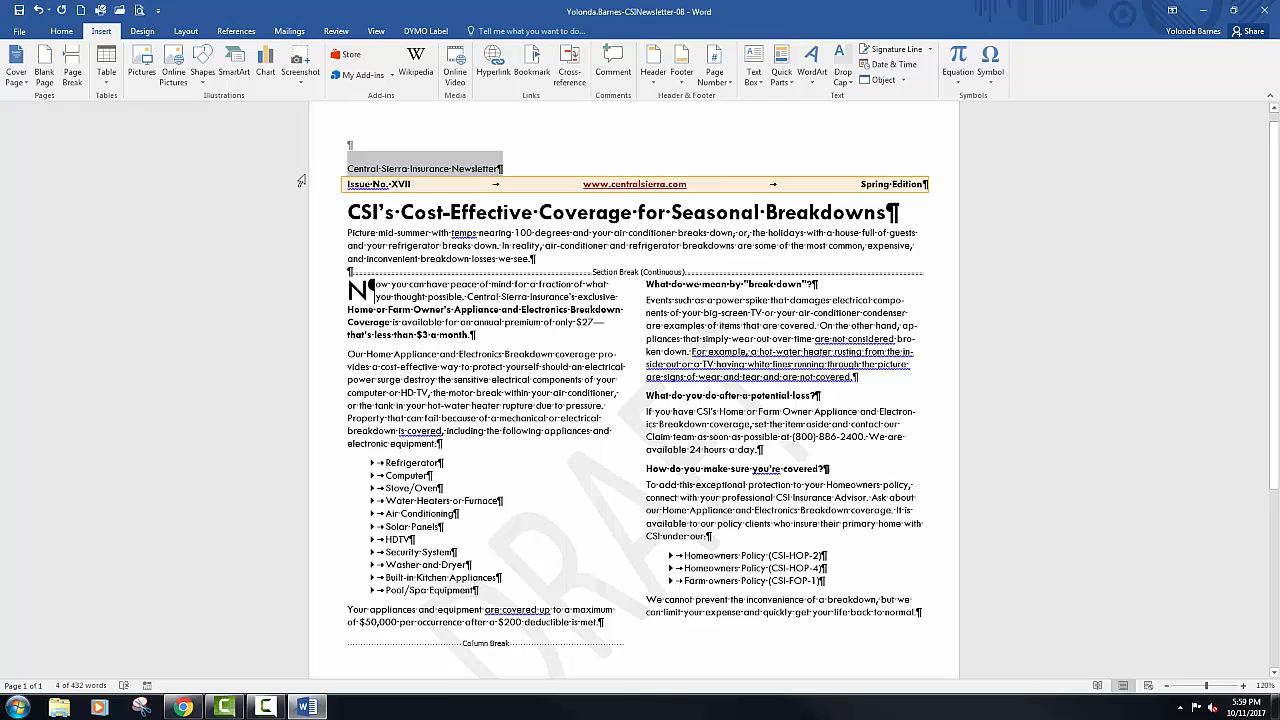 Yolonda.Barnes-CSINewsletter-08 - Word
File Home Insert Design Layout References Mailings Review View DYMO Label Tell me what you want to do... Yolonda Barnes Share
Cover Page
Blank Page
Page Break
Table
Pictures
Online Pictures
Shapes
SmartArt
Chart
Screenshot
Store
My Add-ins
Wikipedia
Online Video
Hyperlink
Bookmark
Cross-reference
Comment
Header
Footer
Page Number
Text Box
Quick Parts
WordArt
Drop Cap
Signature Line
Date & Time
Object
Equation
Symbol
Pages Tables Illustrations Add-ins Media Links Comments Header & Footer Text Symbols
¶
Central·Sierra·Insurance·Newsletter¶
Issue·No.·XVII → www.centralsierra.com → Spring·Edition¶
CSI's·Cost-Effective·Coverage·for·Seasonal·Breakdowns¶
Picture·mid-summer·with·temps·nearing·100·degrees·and·your·air·conditioner·breaks·down,·or,·the·holidays·with·a·house·full·of·guests·
and·your·refrigerator·breaks·down.·In·reality,·air·conditioner·and·refrigerator·breakdowns·are·some·of·the·most·common,·expensive,·
and·inconvenient·breakdown·losses·we·see.¶
¶ Section Break (Continuous)
N¶ow·you·can·have·peace·of·mind·for·a·fraction·of·what·
you·thought·possible.·Central·Sierra·Insurance's·exclusive·
Home·or·Farm·Owner's·Appliance·and·Electronics·Breakdown·
Coverage·is·available·for·an·annual·premium·of·only·$27—
that's·less·than·$3·a·month.¶
Our·Home·Appliance·and·Electronics·Breakdown·coverage·pro-
vides·a·cost-effective·way·to·protect·yourself·should·an·electrical·
power·surge·destroy·the·sensitive·electrical·components·of·your·
computer·or·HD·TV,·the·motor·break·within·your·air·conditioner,·
or·the·tank·in·your·hot·water·heater·rupture·due·to·pressure.·
Property·that·can·fail·because·of·a·mechanical·or·electrical·
breakdown·is·covered,·including·the·following·appliances·and·
electronic·equipment:¶
→Refrigerator¶
→Computer¶
→Stove/Oven¶
→Water·Heaters·or·Furnace¶
→Air·Conditioning¶
→Solar·Panels¶
→HDTV¶
→Security·System¶
→Washer·and·Dryer¶
→Built-in·Kitchen·Appliances¶
→Pool/Spa·Equipment¶
Your·appliances·and·equipment·are·covered·up·to·a·maximum·
of·$50,000·per·occurrence·after·a·$200·deductible·is·met.¶
Column Break
What·do·we·mean·by·"break·down"?¶
Events·such·as·a·power·spike·that·damages·electrical·compo-
nents·of·your·big-screen·TV·or·your·air·conditioner·condenser·
are·examples·of·items·that·are·covered.·On·the·other·hand,·ap-
pliances·that·simply·wear·out·over·time·are·not·considered·bro-
ken·down.·For·example,·a·hot·water·heater·rusting·from·the·in-
side·out·or·a·TV·having·white·lines·running·through·the·picture·
are·signs·of·wear·and·tear·and·are·not·covered.¶
What·do·you·do·after·a·potential·loss?¶
If·you·have·CSI's·Home·or·Farm·Owner·Appliance·and·Electron-
ics·Breakdown·coverage,·set·the·item·aside·and·contact·our·
Claim·team·as·soon·as·possible·at·(800)·886-2400.·We·are·
available·24·hours·a·day.¶
How·do·you·make·sure·you're·covered?¶
To·add·this·exceptional·protection·to·your·Homeowners·policy,·
connect·with·your·professional·CSI·Insurance·Advisor.·Ask·about·
our·Home·Appliance·and·Electronics·Breakdown·coverage.·It·is·
available·to·our·policy·clients·who·insure·their·primary·home·with·
CSI·under·our:¶
→Homeowners·Policy·(CSI-HOP-2)¶
→Homeowners·Policy·(CSI-HOP-4)¶
→Farm·owners·Policy·(CSI-FOP-1)¶
We·cannot·prevent·the·inconvenience·of·a·breakdown,·but·we·
can·limit·your·expense·and·quickly·get·your·life·back·to·normal.¶
DRAFT
Page 1 of 1 4 of 432 words 120%
5:59 PM
10/11/2017